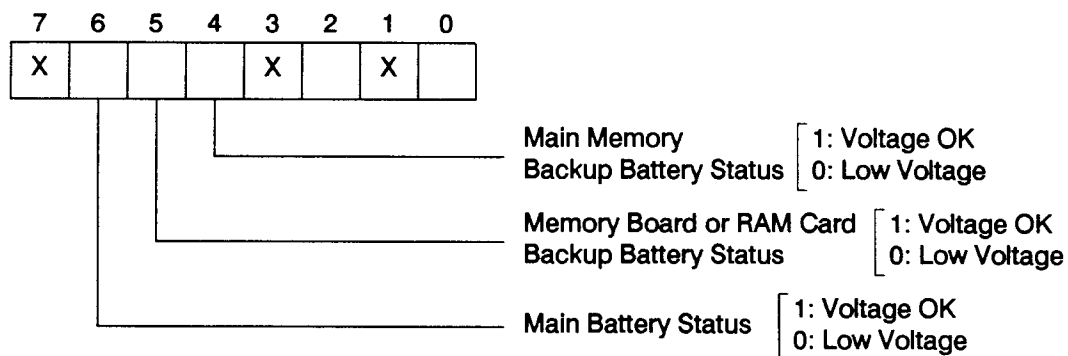 7 6 5 4 3 2 1 0
X X X
Main Memory
Backup Battery Status
1: Voltage OK
0: Low Voltage
Memory Board or RAM Card
Backup Battery Status
1: Voltage OK
0: Low Voltage
Main Battery Status
1: Voltage OK
0: Low Voltage